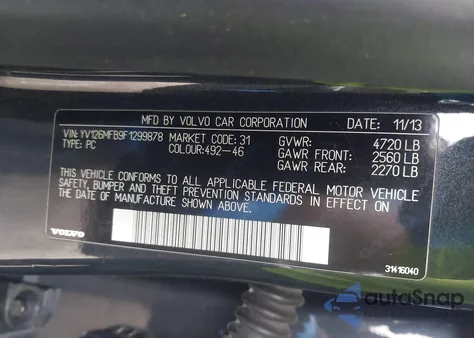 MFD BY VOLVO CAR CORPORATION DATE: 11/13
VIN: YV126MFB9F1299878 MARKET CODE: 31 GVWR: 4720 LB
TYPE: PC COLOUR:492-46 GAWR FRONT: 2560 LB
GAWR REAR: 2270 LB
THIS VEHICLE CONFORMS TO ALL APPLICABLE FEDERAL MOTOR VEHICLE
SAFETY, BUMPER AND THEFT PREVENTION STANDARDS IN EFFECT ON
THE DATE OF MANUFACTURE SHOWN ABOVE.
VOLVO
31416040
autoSnap